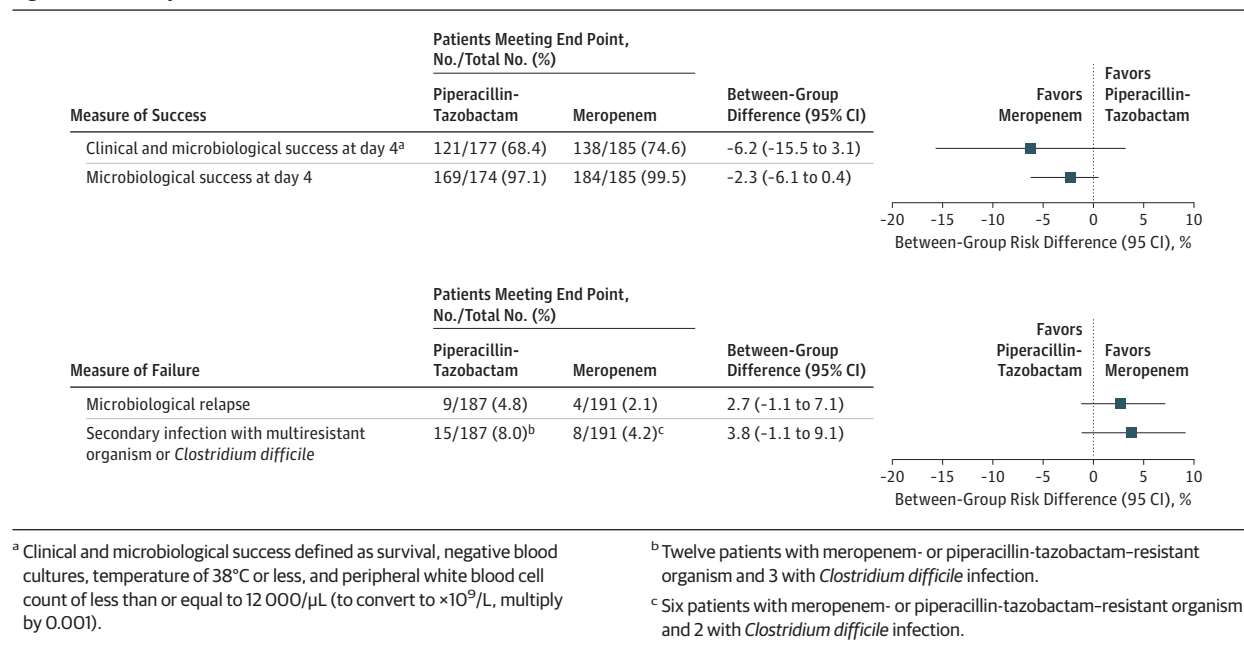 Patients Meeting End Point,
No./Total No. (%)
Measure of Success
Piperacillin-
Tazobactam
Meropenem
Between-Group
Difference (95% CI)
Favors
Meropenem
Favors
Piperacillin-
Tazobactam
Clinical and microbiological success at day 4ᵃ 121/177 (68.4) 138/185 (74.6) -6.2 (-15.5 to 3.1)
Microbiological success at day 4 169/174 (97.1) 184/185 (99.5) -2.3 (-6.1 to 0.4)
-20 -15 -10 -5 0 5 10
Between-Group Risk Difference (95 CI), %
Patients Meeting End Point,
No./Total No. (%)
Measure of Failure
Piperacillin-
Tazobactam
Meropenem
Between-Group
Difference (95% CI)
Favors
Piperacillin-
Tazobactam
Favors
Meropenem
Microbiological relapse 9/187 (4.8) 4/191 (2.1) 2.7 (-1.1 to 7.1)
Secondary infection with multiresistant 15/187 (8.0)ᵇ 8/191 (4.2)ᶜ 3.8 (-1.1 to 9.1)
organism or Clostridium difficile
-20 -15 -10 -5 0 5 10
Between-Group Risk Difference (95 CI), %
ᵃ Clinical and microbiological success defined as survival, negative blood
cultures, temperature of 38°C or less, and peripheral white blood cell
count of less than or equal to 12 000/μL (to convert to ×10⁹/L, multiply
by 0.001).
ᵇ Twelve patients with meropenem- or piperacillin-tazobactam–resistant
organism and 3 with Clostridium difficile infection.
ᶜ Six patients with meropenem- or piperacillin-tazobactam–resistant organism
and 2 with Clostridium difficile infection.